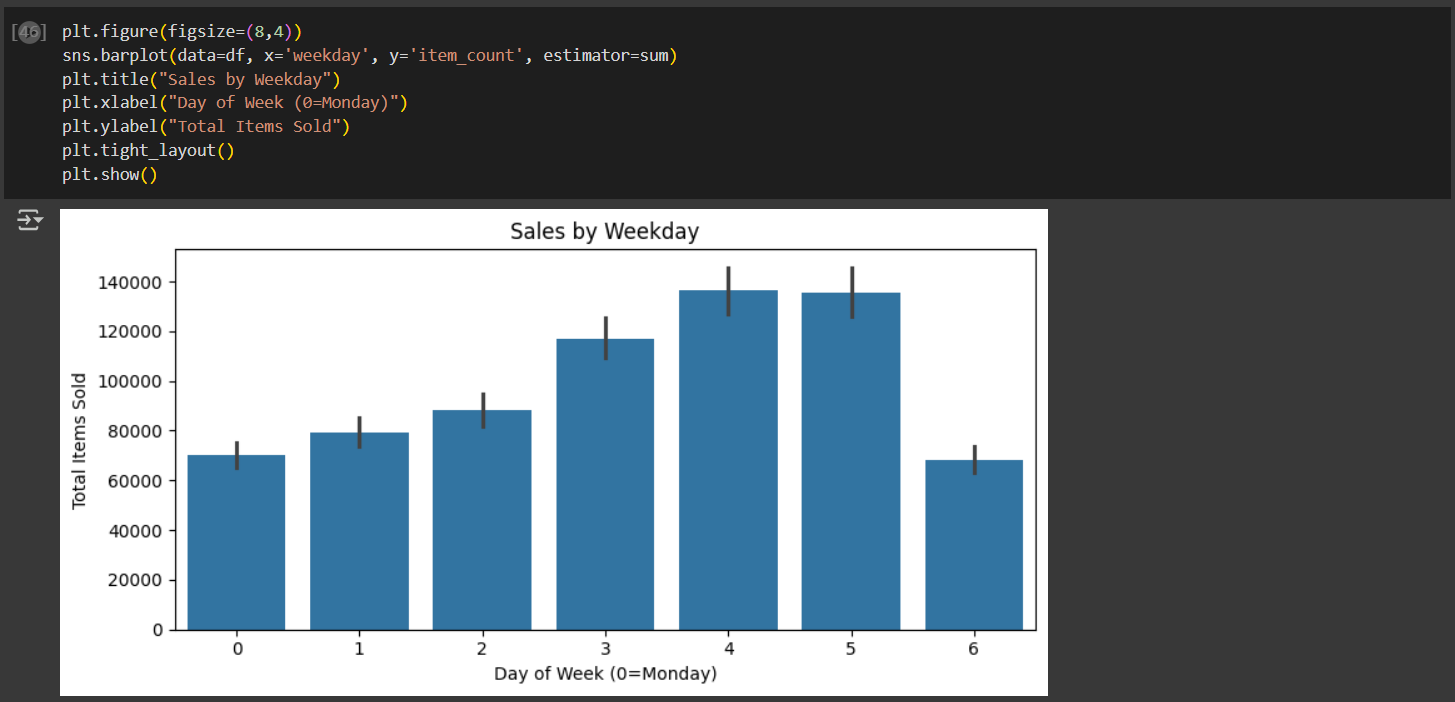 [46]
plt.figure(figsize=(8,4))
sns.barplot(data=df, x='weekday', y='item_count', estimator=sum)
plt.title("Sales by Weekday")
plt.xlabel("Day of Week (0=Monday)")
plt.ylabel("Total Items Sold")
plt.tight_layout()
plt.show()
Sales by Weekday
Total Items Sold
140000
120000
100000
80000
60000
40000
20000
0
0 1 2 3 4 5 6
Day of Week (0=Monday)